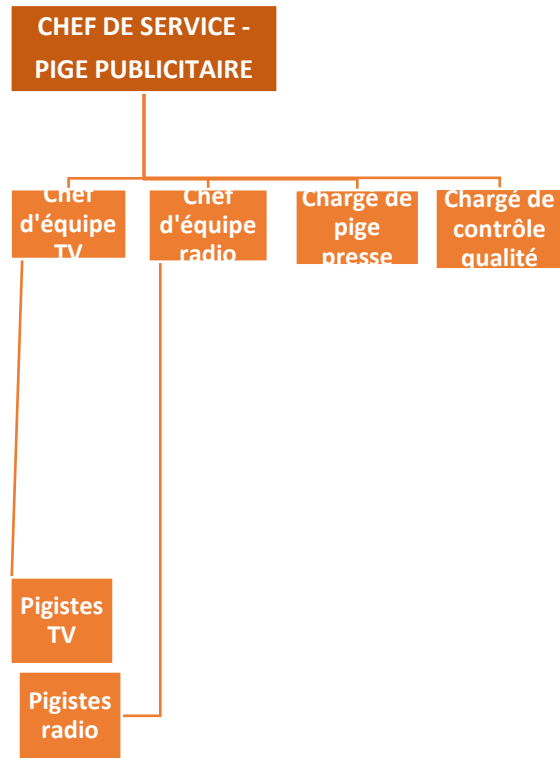 CHEF DE SERVICE -
PIGE PUBLICITAIRE
Chef
d'équipe
TV
Chef
d'équipe
radio
Chargé de
pige
presse
Chargé de
contrôle
qualité
Pigistes
TV
Pigistes
radio